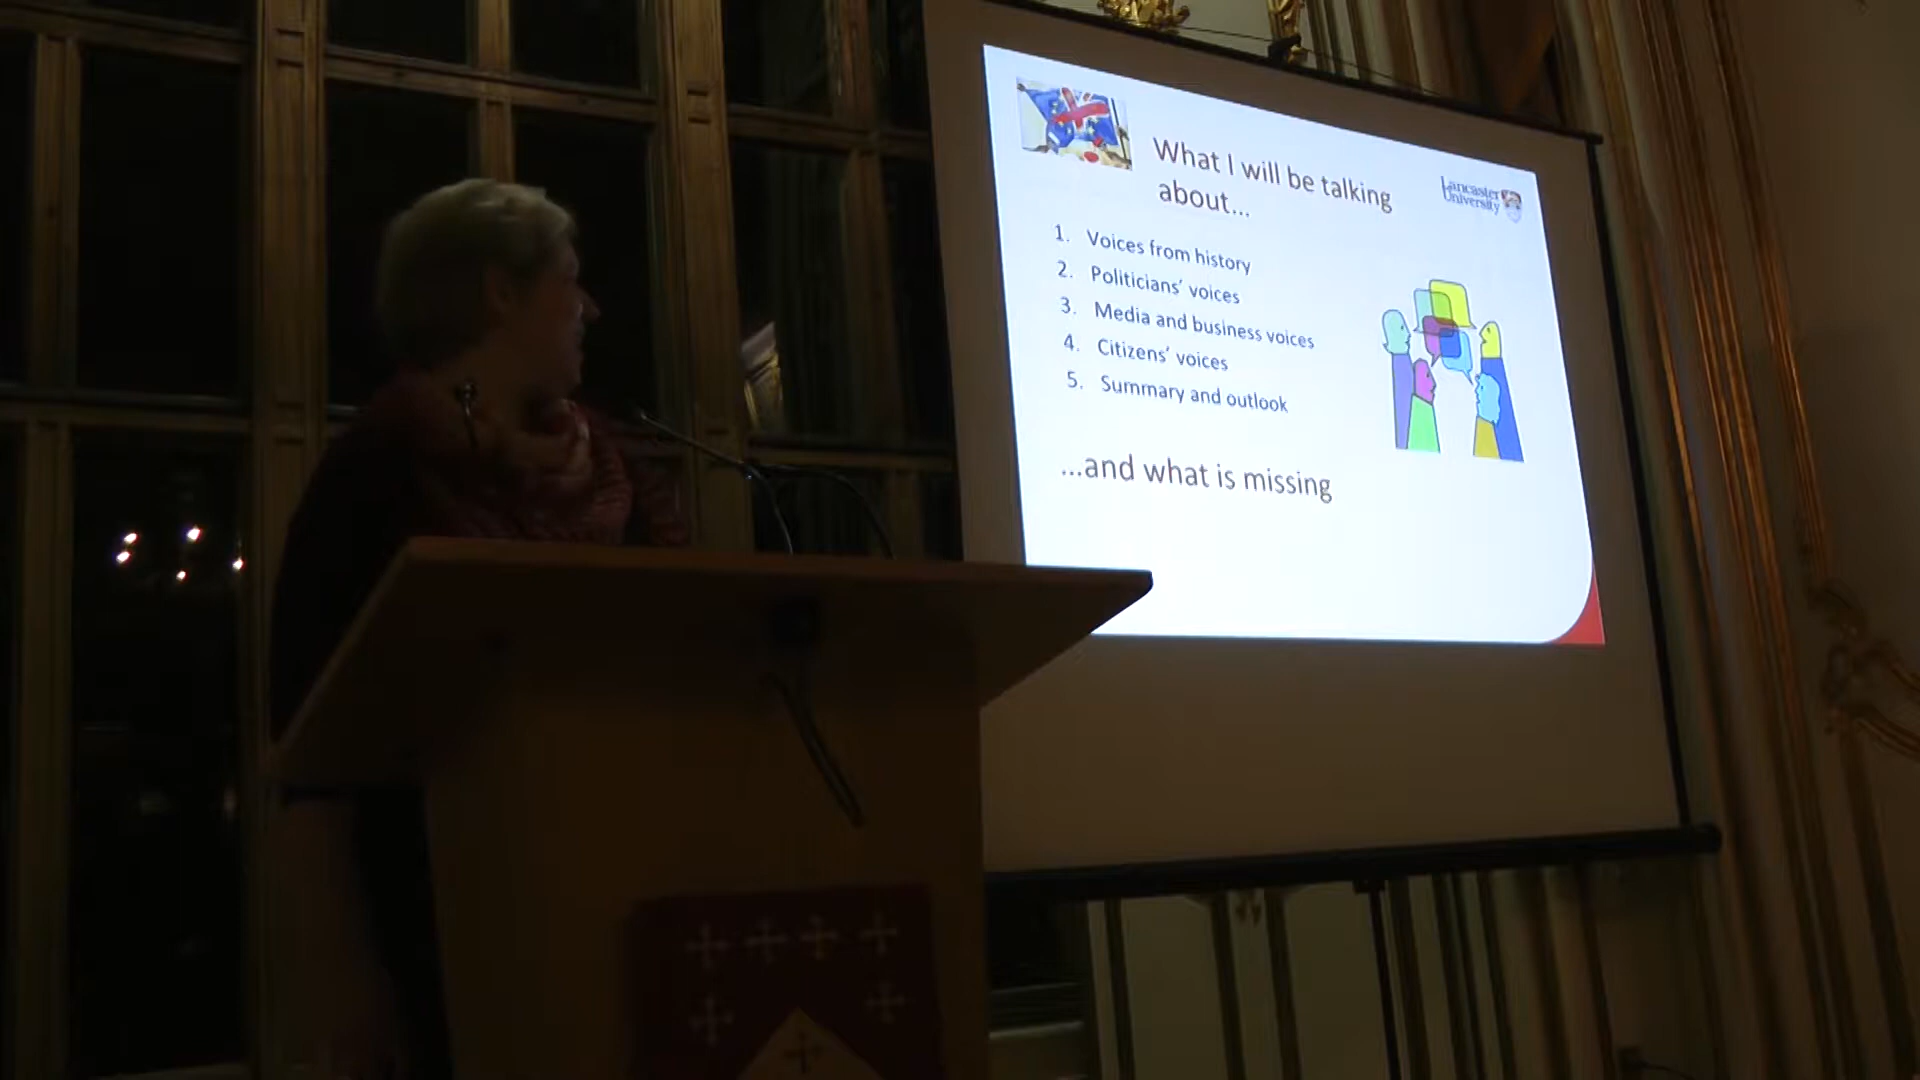 What I will be talking
about...
Lancaster
University
1. Voices from history
2. Politicians’ voices
3. Media and business voices
4. Citizens’ voices
5. Summary and outlook
...and what is missing